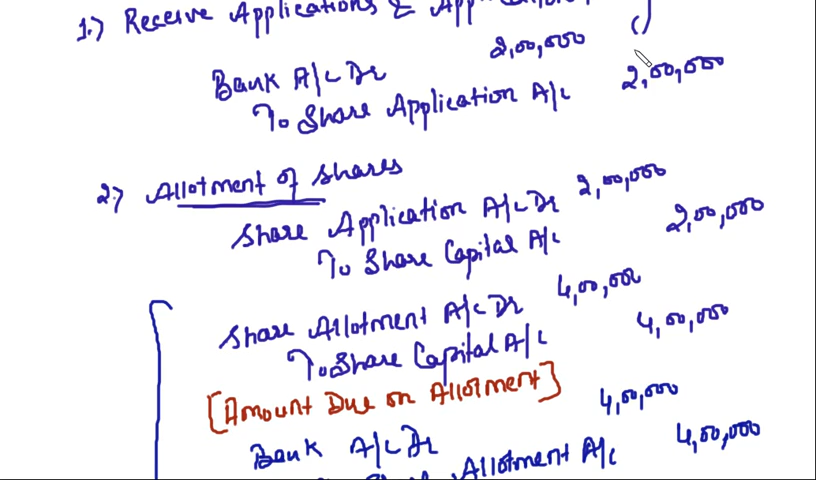 1.) Receive Applications & Application
Bank A/c Dr 2,00,000
To Share Application A/c 2,00,000
2.) Allotment of shares
Share Application A/c Dr 2,00,000
To Share Capital A/c 2,00,000
Share Allotment A/c Dr 4,00,000
To Share Capital A/c 4,00,000
[Amount Due on Allotment]
Bank A/c Dr 4,00,000
Share Allotment A/c 4,00,000